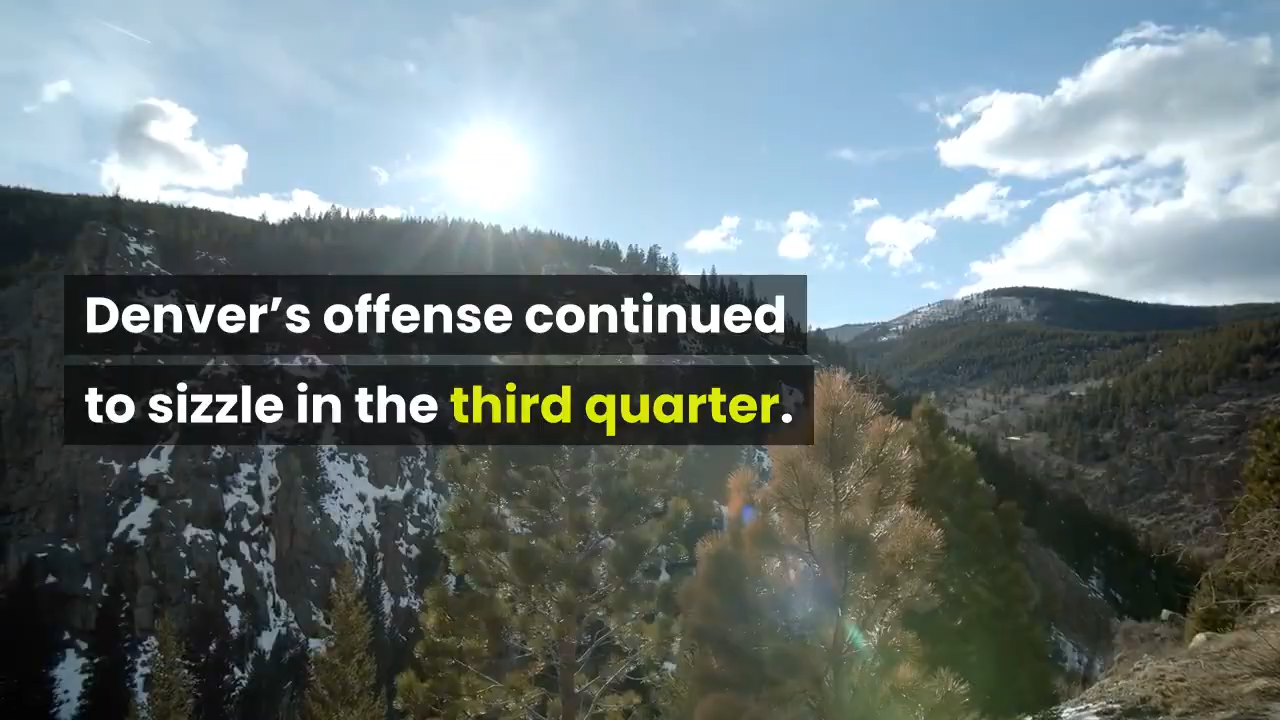 Denver’s offense continued
to sizzle in the third quarter.